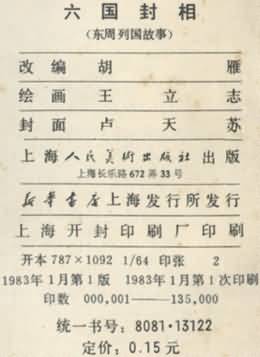 六国封相
(东周列国故事)
改编 胡雁
绘画 王立志
封面 卢天苏
上海人民美術出版社出版
上海长乐路672弄33号
新华書店上海发行所发行
上海开封印刷厂印刷
开本787×1092 1/64 印张 2
1983年1月第1版 1983年1月第1次印刷
印数 000,001——135,000
统一书号：8081·13122
定价：0.15元